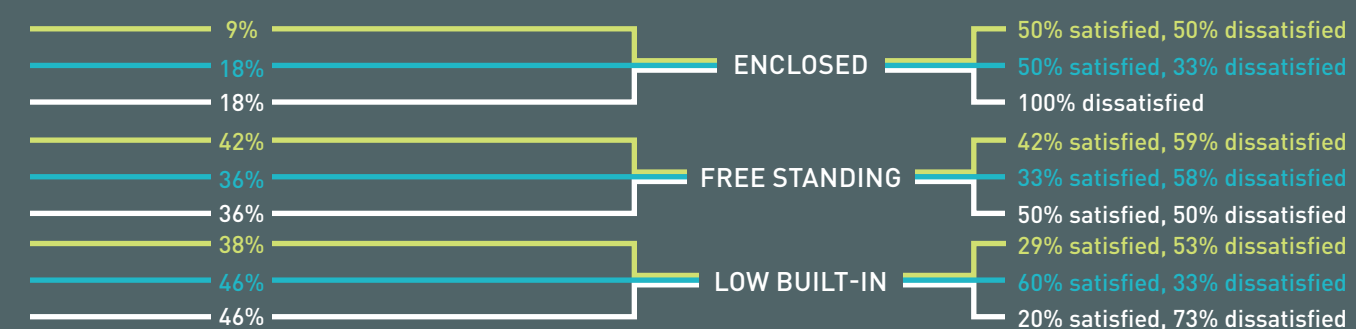 9%
50% satisfied, 50% dissatisfied
18%
ENCLOSED
50% satisfied, 33% dissatisfied
18%
100% dissatisfied
42%
42% satisfied, 59% dissatisfied
36%
FREE STANDING
33% satisfied, 58% dissatisfied
36%
50% satisfied, 50% dissatisfied
38%
29% satisfied, 53% dissatisfied
46%
LOW BUILT-IN
60% satisfied, 33% dissatisfied
46%
20% satisfied, 73% dissatisfied